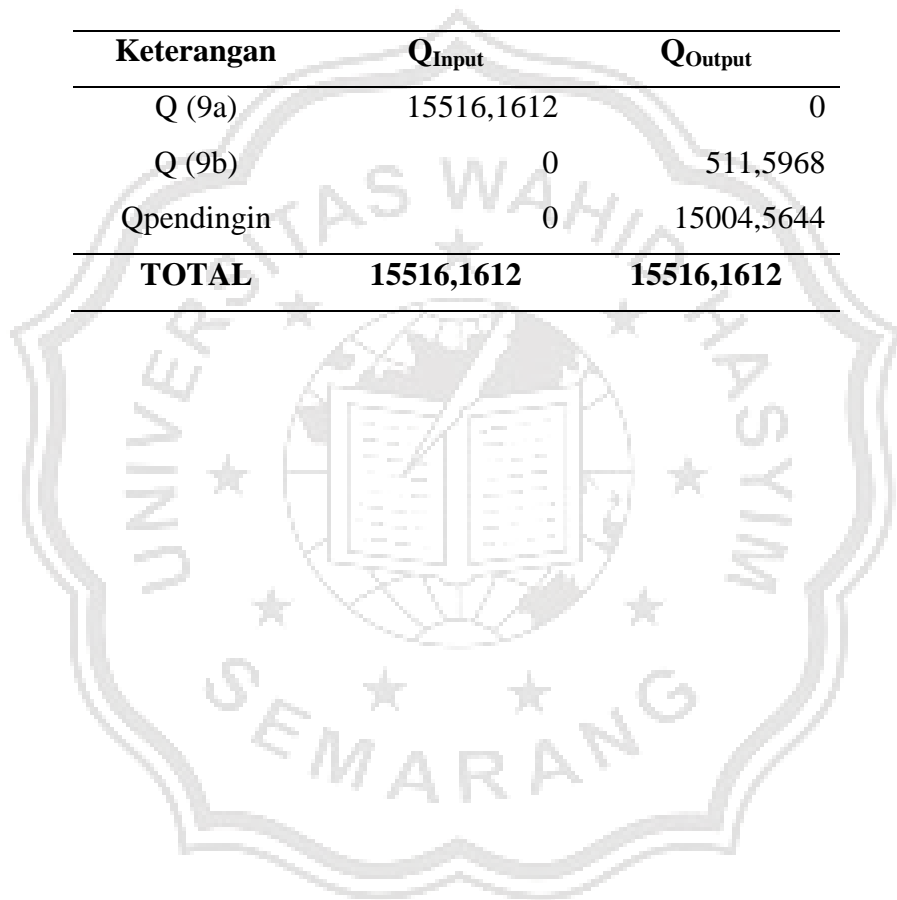 Keterangan QInput QOutput
Q (9a) 15516,1612 0
Q (9b) 0 511,5968
Qpendingin 0 15004,5644
TOTAL 15516,1612 15516,1612
UNIVERSITAS WAHID HASYIM
SEMARANG